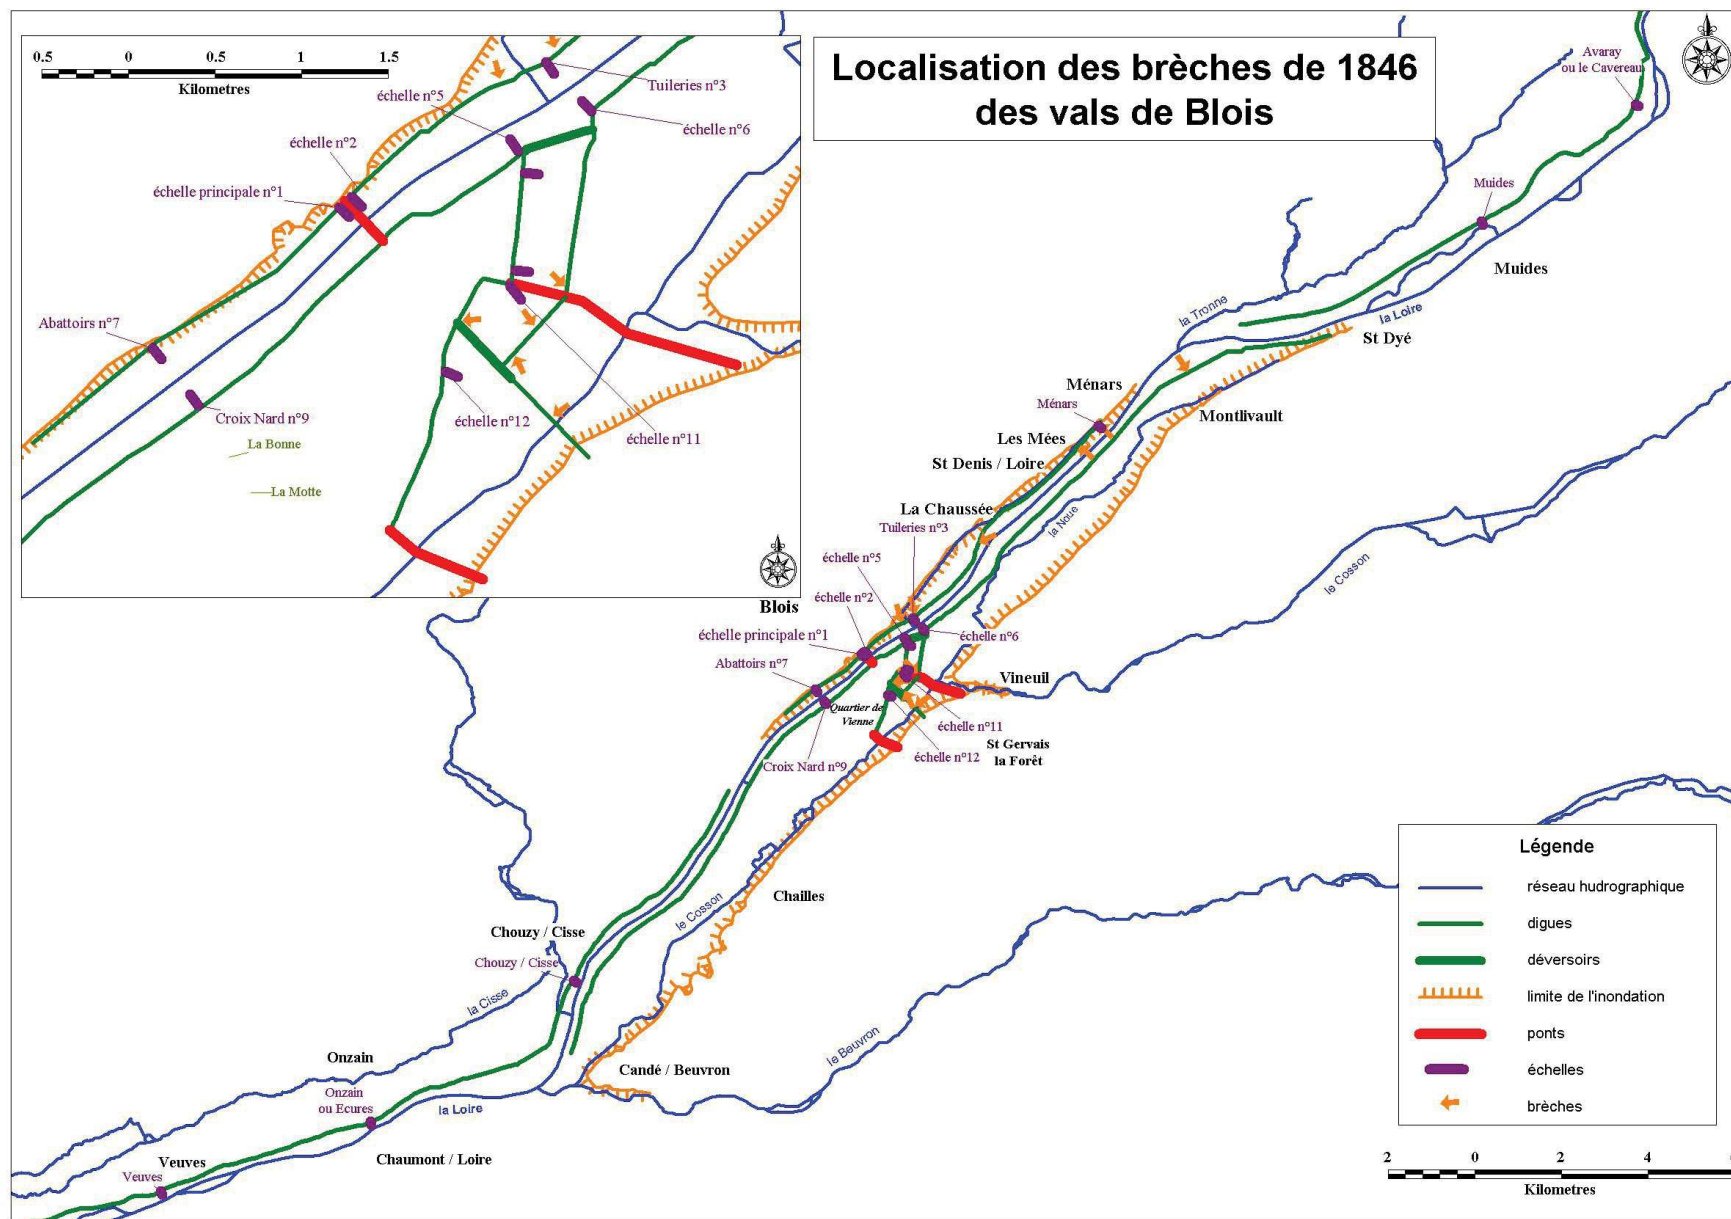 Localisation des brèches de 1846
des vals de Blois
0.5 0 0.5 1 1.5
Kilometres
Tuileries n°3
échelle n°5
échelle n°6
échelle n°2
échelle principale n°1
Abattoirs n°7
Croix Nard n°9
La Bonne
La Motte
échelle n°12
échelle n°11
Avaray
ou le Cavereau
Muides
Muides
la Tronne
la Loire
St Dyé
Ménars
Ménars
Montlivault
Les Mées
St Denis / Loire
La Chaussée
la Noue
Tuileries n°3
échelle n°5
le Cosson
Blois
échelle n°2
échelle principale n°1
échelle n°6
Abattoirs n°7
Vineuil
Quartier de
Vienne
échelle n°11
St Gervais
la Forêt
échelle n°12
Croix Nard n°9
Chailles
le Cosson
Chouzy / Cisse
Chouzy / Cisse
la Cisse
le Beuvron
Onzain
Candé / Beuvron
Onzain
ou Ecures
la Loire
Chaumont / Loire
Veuves
Veuves
Légende
réseau hudrographique
digues
déversoirs
limite de l'inondation
ponts
échelles
brèches
2 0 2 4
Kilometres